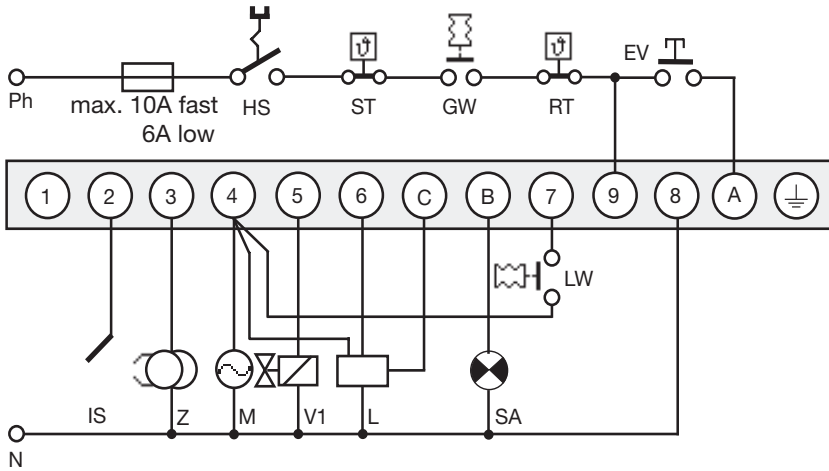 EV
Ph
max. 10A fast
6A low
HS
ST
GW
RT
ϑ
ϑ
1 2 3 4 5 6 C B 7 9 8 A
LW
IS
Z
M
V1
L
SA
N